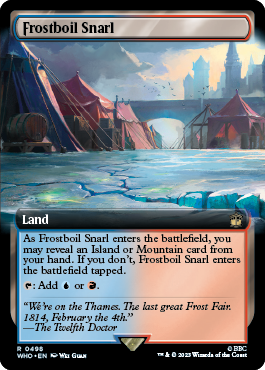 Frostboil Snarl
Land
As Frostboil Snarl enters the battlefield, you
may reveal an Island or Mountain card from
your hand. If you don't, Frostboil Snarl enters
the battlefield tapped.
: Add or .
"We're on the Thames. The last great Frost Fair.
1814, February the 4th."
—The Twelfth Doctor
R 0498
WHO • EN Wei Guan
© BBC
™ & © 2023 Wizards of the Coast